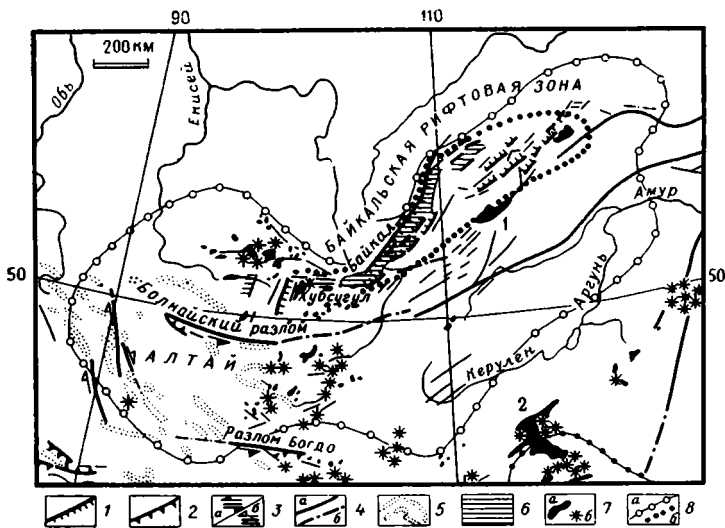 90
110
200 км
Обь
Енисей
БАЙКАЛЬСКАЯ РИФТОВАЯ ЗОНА
Байкал
1
Амур
50
50
Хубсугул
Болнайский разлом
Аргунь
А
АЛТАЙ
А
Керулен
2
разлом Богдо
1
2
а
б
3
а
б
4
5
6
а
б
7
а
б
8